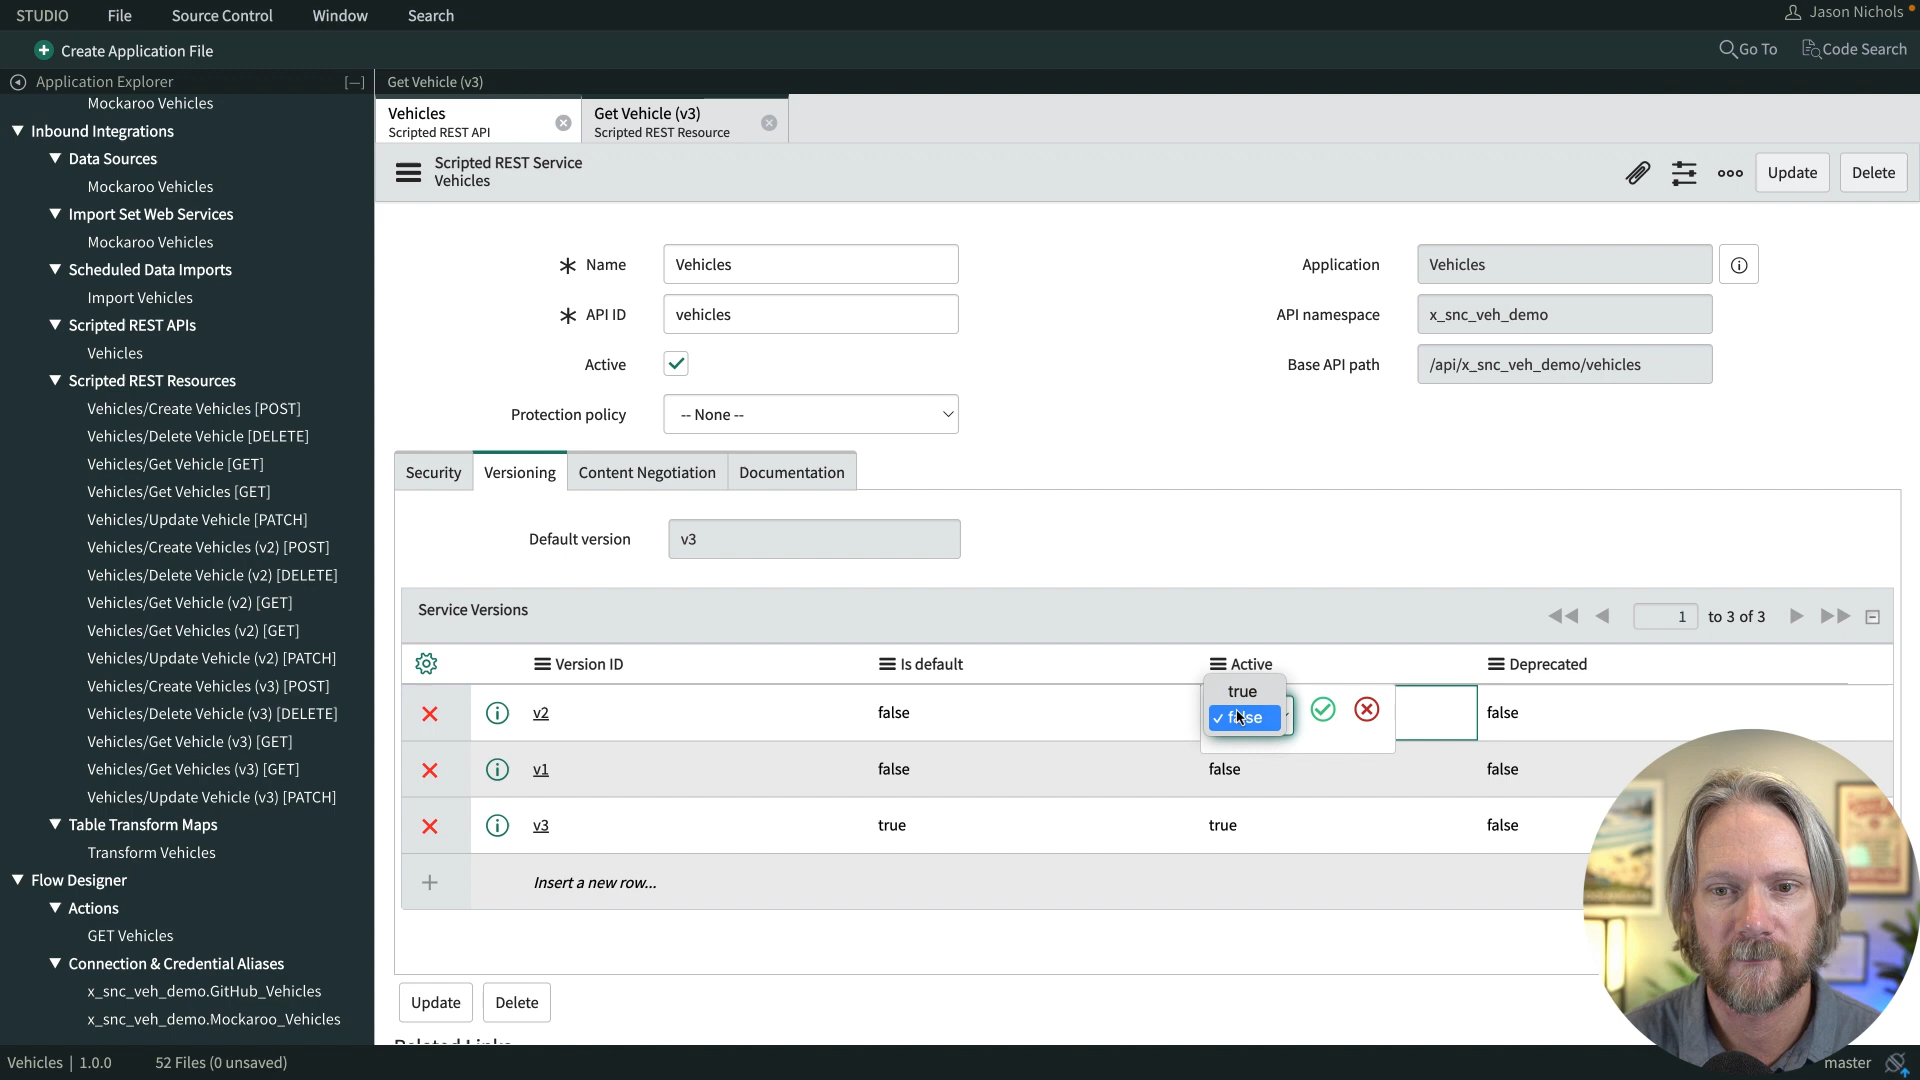 STUDIO File Source Control Window Search
Jason Nichols
Create Application File
Go To Code Search
Application Explorer [—]
Get Vehicle (v3)
Mockaroo Vehicles
Inbound Integrations
Data Sources
Mockaroo Vehicles
Import Set Web Services
Mockaroo Vehicles
Scheduled Data Imports
Import Vehicles
Scripted REST APIs
Vehicles
Scripted REST Resources
Vehicles/Create Vehicles [POST]
Vehicles/Delete Vehicle [DELETE]
Vehicles/Get Vehicle [GET]
Vehicles/Get Vehicles [GET]
Vehicles/Update Vehicle [PATCH]
Vehicles/Create Vehicles (v2) [POST]
Vehicles/Delete Vehicle (v2) [DELETE]
Vehicles/Get Vehicle (v2) [GET]
Vehicles/Get Vehicles (v2) [GET]
Vehicles/Update Vehicle (v2) [PATCH]
Vehicles/Create Vehicles (v3) [POST]
Vehicles/Delete Vehicle (v3) [DELETE]
Vehicles/Get Vehicle (v3) [GET]
Vehicles/Get Vehicles (v3) [GET]
Vehicles/Update Vehicle (v3) [PATCH]
Table Transform Maps
Transform Vehicles
Flow Designer
Actions
GET Vehicles
Connection & Credential Aliases
x_snc_veh_demo.GitHub_Vehicles
x_snc_veh_demo.Mockaroo_Vehicles
Vehicles
Scripted REST API
Get Vehicle (v3)
Scripted REST Resource
Scripted REST Service
Vehicles
Update Delete
Name Vehicles
API ID vehicles
Active
Protection policy -- None --
Application Vehicles
API namespace x_snc_veh_demo
Base API path /api/x_snc_veh_demo/vehicles
Security Versioning Content Negotiation Documentation
Default version v3
Service Versions
1 to 3 of 3
Version ID Is default Active Deprecated
v2 false false
true
false
v1 false false false
v3 true true false
Insert a new row...
Update Delete
Related Links
Vehicles | 1.0.0 52 Files (0 unsaved)
master